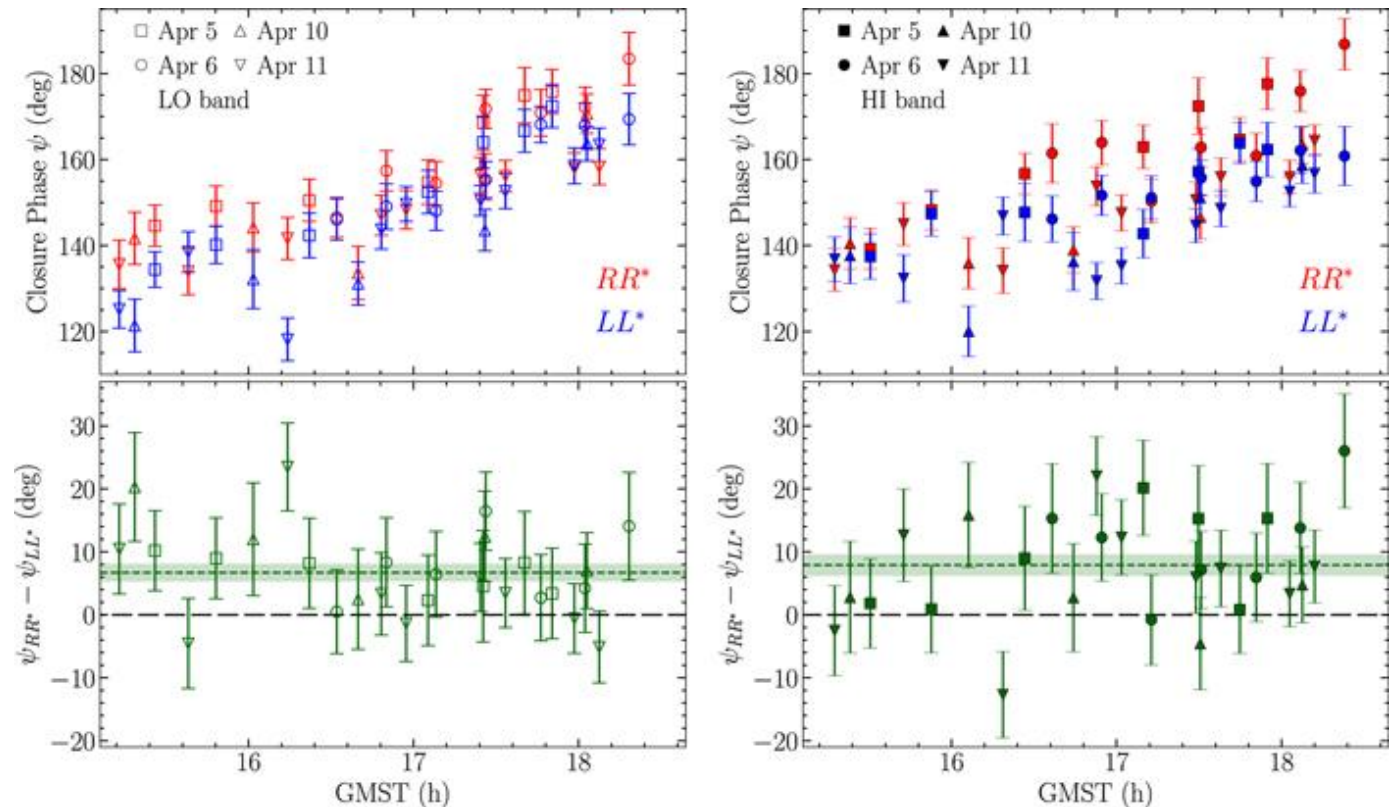 Apr 5 Apr 10
Apr 6 Apr 11
LO band
RR*
LL*
Closure Phase ψ (deg)
180
160
140
120
Apr 5 Apr 10
Apr 6 Apr 11
HI band
RR*
LL*
Closure Phase ψ (deg)
180
160
140
120
ψRR* − ψLL* (deg)
30
20
10
0
−10
−20
16 17 18
GMST (h)
ψRR* − ψLL* (deg)
30
20
10
0
−10
−20
16 17 18
GMST (h)